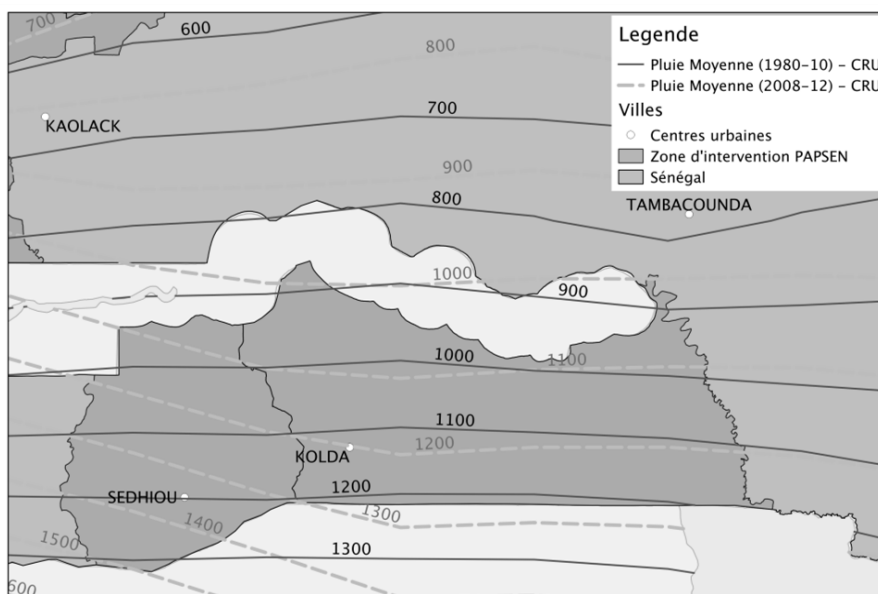 700
600
800
Legende
Pluie Moyenne (1980-10) - CRU
Pluie Moyenne (2008-12) - CRU
Villes
Centres urbaines
Zone d'intervention PAPSEN
Sénégal
700
KAOLACK
900
800
TAMBACOUNDA
1000
900
1000
1100
1100
1200
KOLDA
1200
SEDHIOU
1300
1400
1500
1300
600